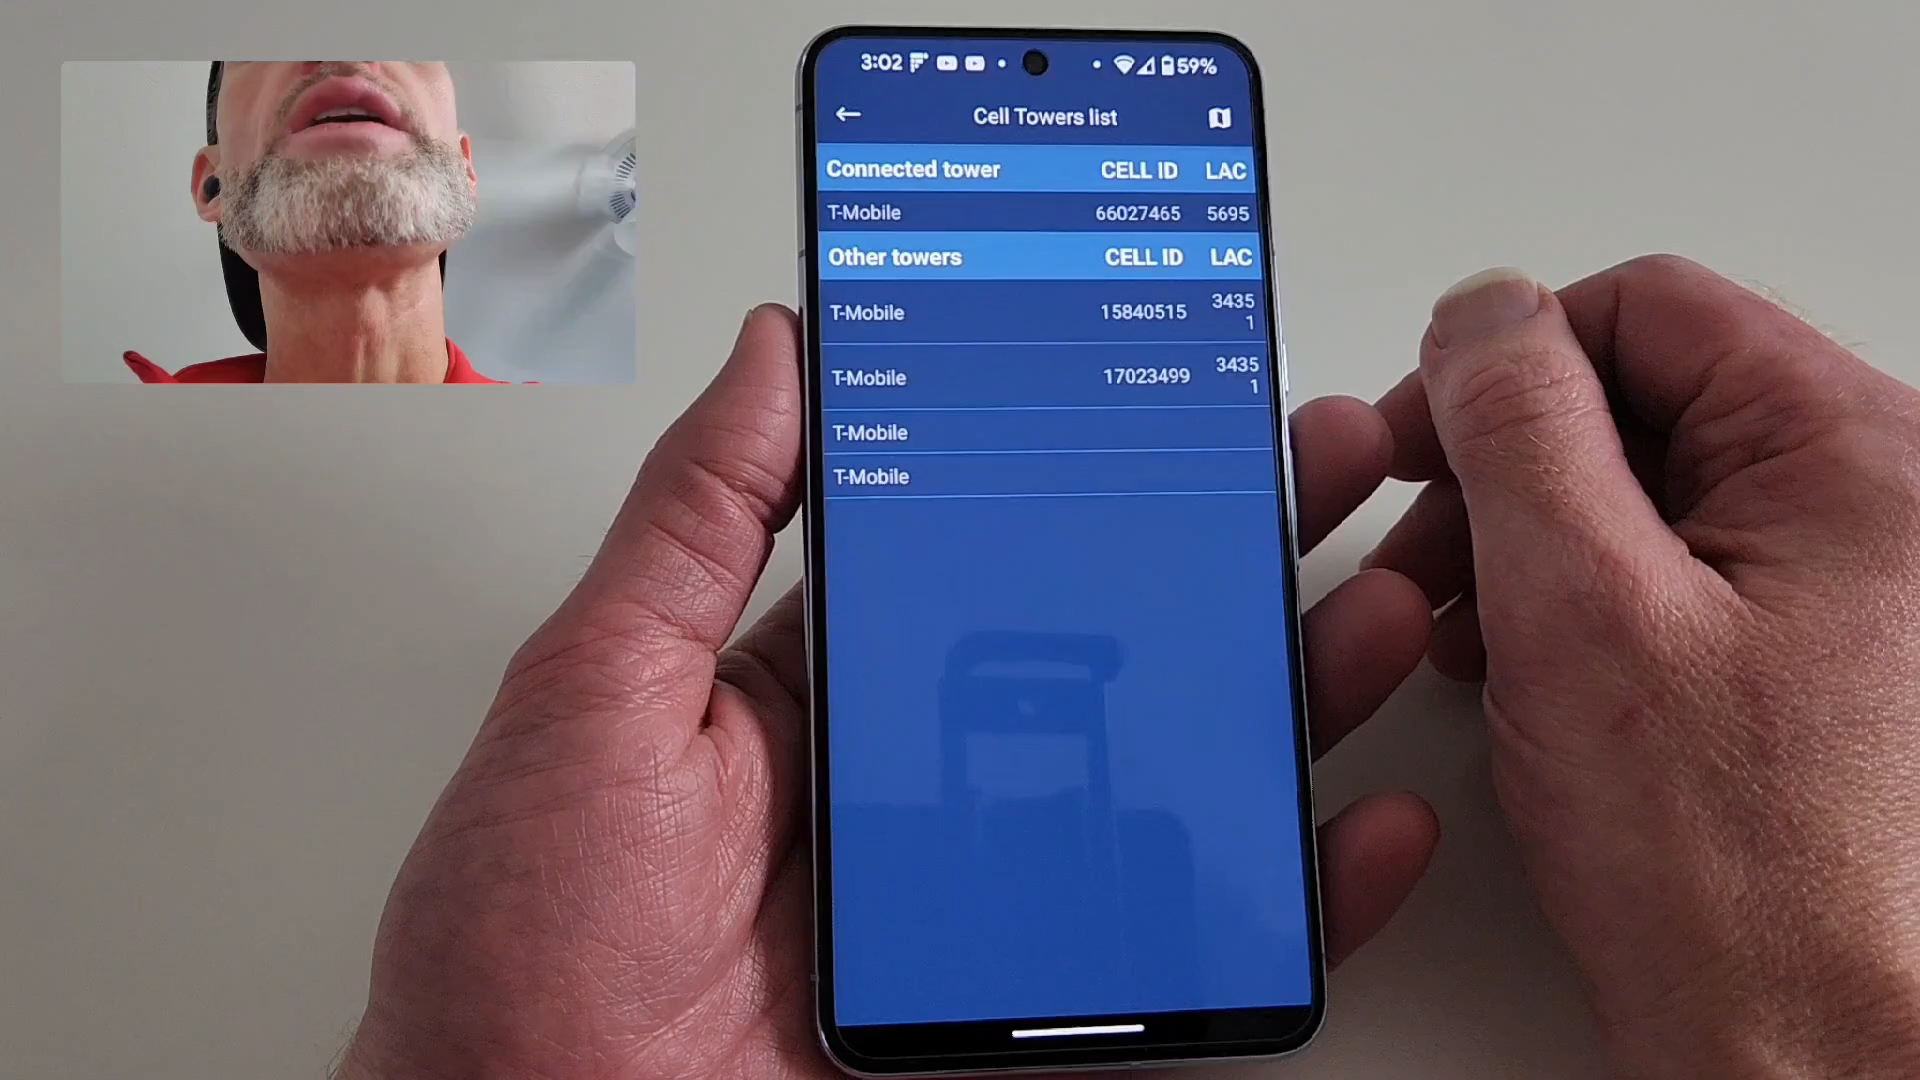 3:02 59%
Cell Towers list
Connected tower CELL ID LAC
T-Mobile 66027465 5695
Other towers CELL ID LAC
T-Mobile 15840515 3435
1
T-Mobile 17023499 3435
1
T-Mobile
T-Mobile